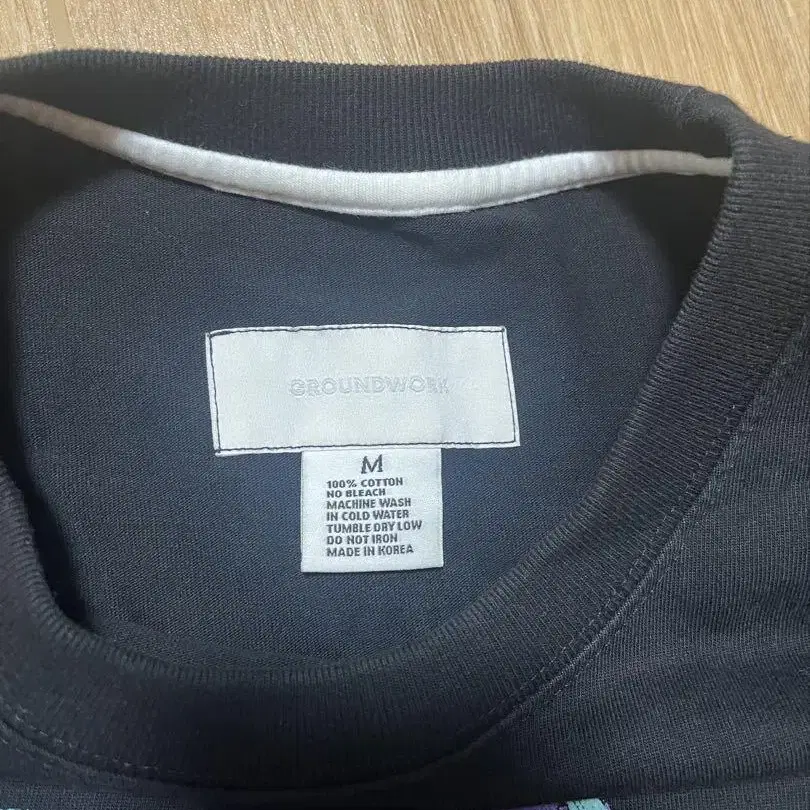 GROUNDWORK
M
100% COTTON
NO BLEACH
MACHINE WASH
IN COLD WATER
TUMBLE DRY LOW
DO NOT IRON
MADE IN KOREA